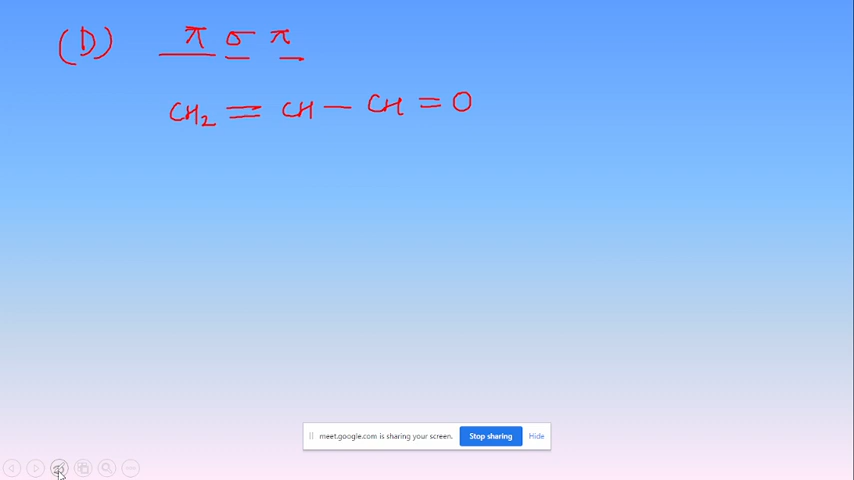 (D) π σ π
CH₂ = CH — CH = O
meet.google.com is sharing your screen. Stop sharing Hide